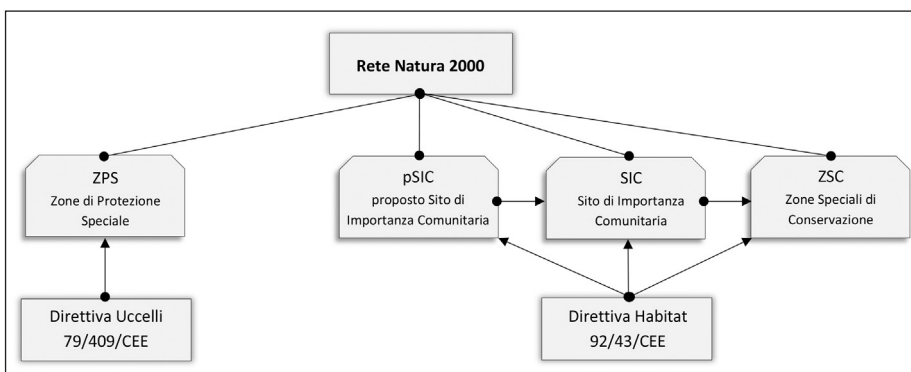 Rete Natura 2000
ZPS
Zone di Protezione
Speciale
pSIC
proposto Sito di
Importanza Comunitaria
SIC
Sito di Importanza
Comunitaria
ZSC
Zone Speciali di
Conservazione
Direttiva Uccelli
79/409/CEE
Direttiva Habitat
92/43/CEE